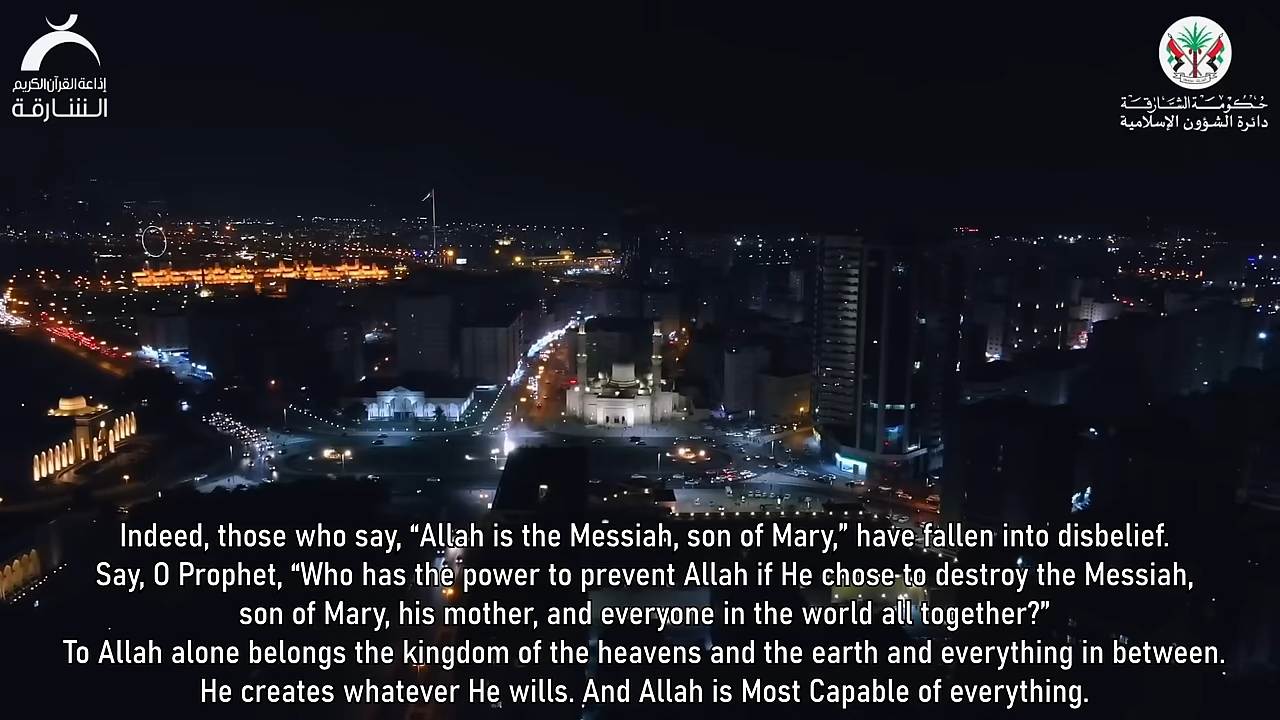 إذاعة القرآن الكريم
الشارقة
حكومة الشارقة
دائرة الشؤون الإسلامية
Indeed, those who say, “Allah is the Messiah, son of Mary,” have fallen into disbelief.
Say, O Prophet, “Who has the power to prevent Allah if He chose to destroy the Messiah,
son of Mary, his mother, and everyone in the world all together?”
To Allah alone belongs the kingdom of the heavens and the earth and everything in between.
He creates whatever He wills. And Allah is Most Capable of everything.